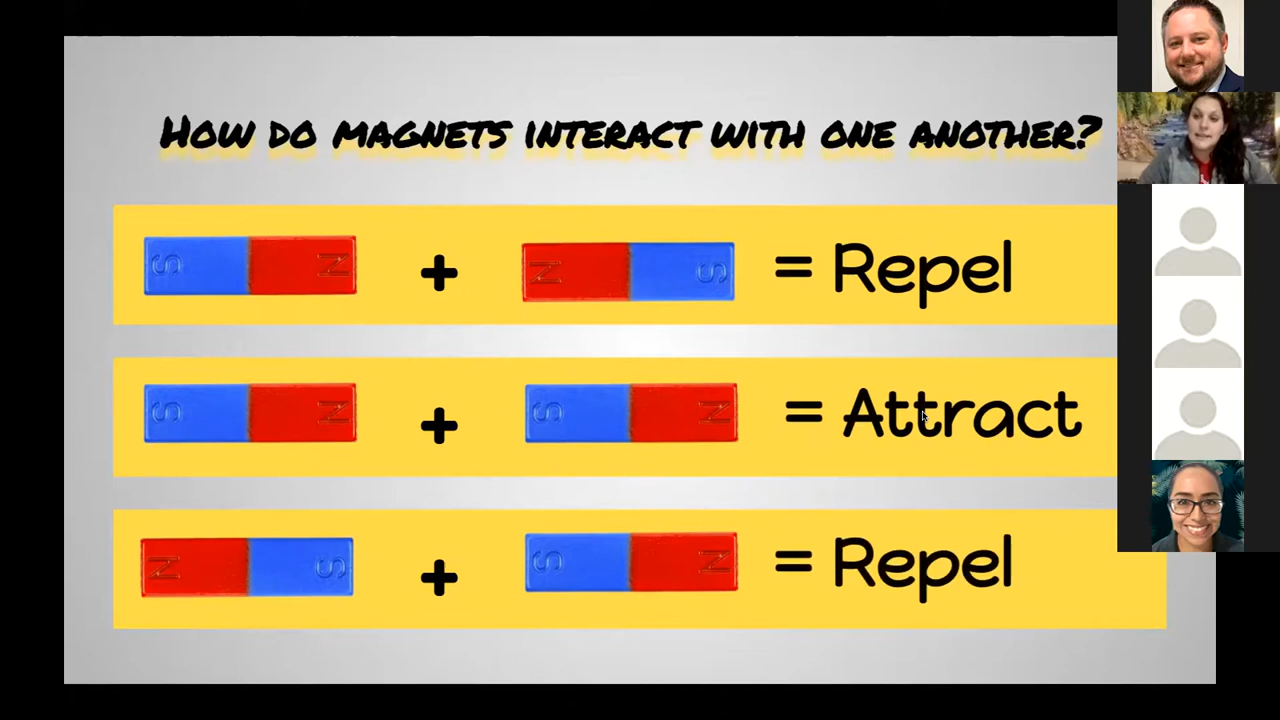 How do magnets interact with one another?
S N + N S = Repel
S N + S N = Attract
N S + S N = Repel